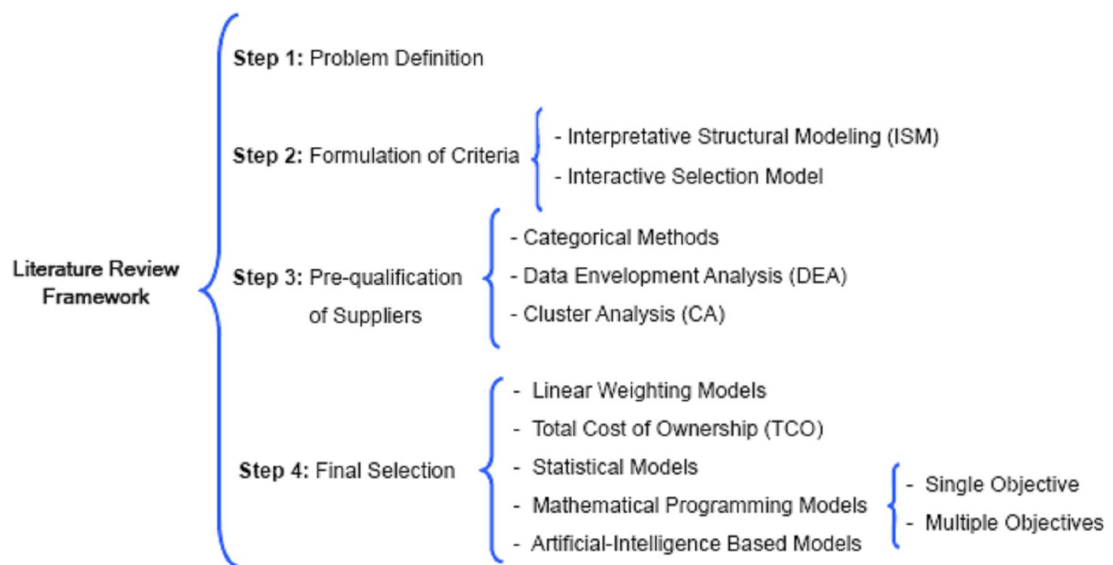 Literature Review
Framework
Step 1: Problem Definition
Step 2: Formulation of Criteria
- Interpretative Structural Modeling (ISM)
- Interactive Selection Model
Step 3: Pre-qualification
of Suppliers
- Categorical Methods
- Data Envelopment Analysis (DEA)
- Cluster Analysis (CA)
Step 4: Final Selection
- Linear Weighting Models
- Total Cost of Ownership (TCO)
- Statistical Models
- Mathematical Programming Models
- Artificial-Intelligence Based Models
- Single Objective
- Multiple Objectives